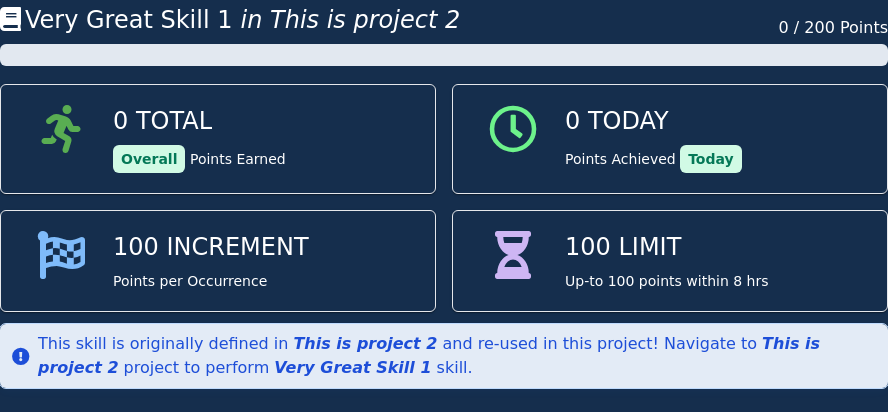 Very Great Skill 1 in This is project 2
0 / 200 Points
0 TOTAL
Overall Points Earned
0 TODAY
Points Achieved Today
100 INCREMENT
Points per Occurrence
100 LIMIT
Up-to 100 points within 8 hrs
This skill is originally defined in This is project 2 and re-used in this project! Navigate to This is
project 2 project to perform Very Great Skill 1 skill.